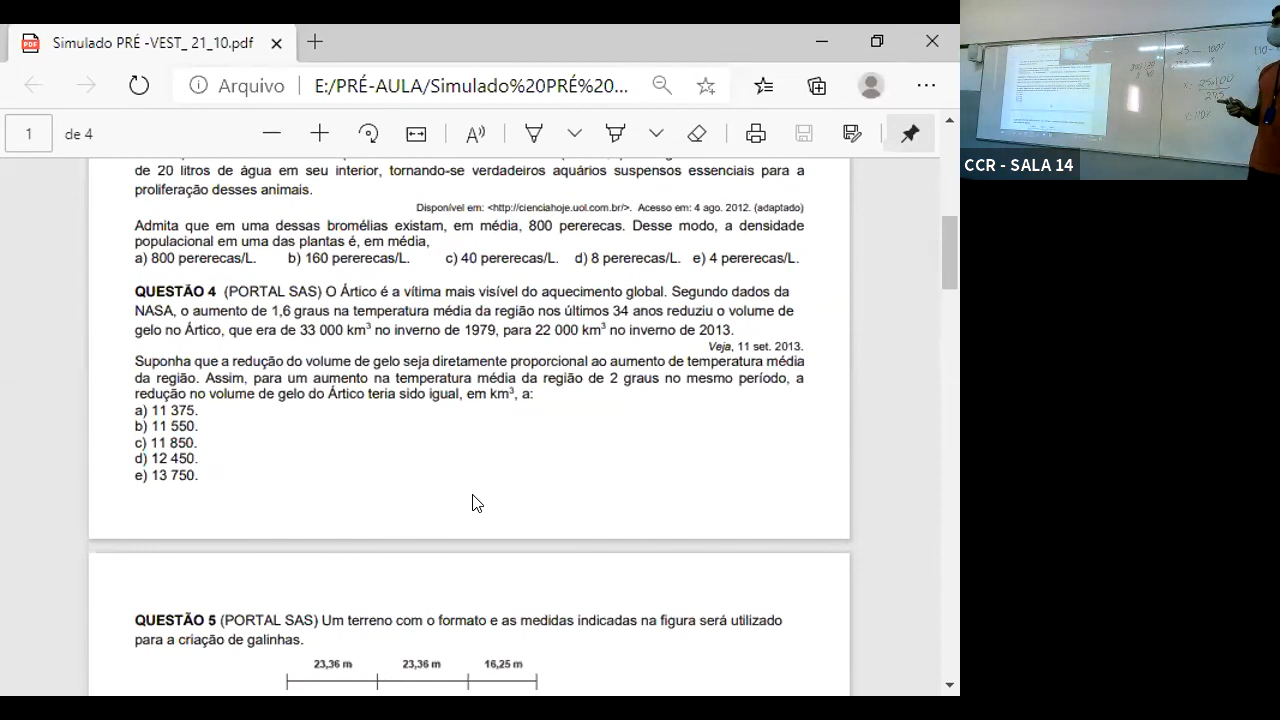 Simulado PRÉ -VEST_ 21_10.pdf
Arquivo
E:/PRE-AULA/Simulado%20PRÉ%20...
1 de 4
de 20 litros de água em seu interior, tornando-se verdadeiros aquários suspensos essenciais para a
proliferação desses animais.
Disponível em: <http://cienciahoje.uol.com.br/>. Acesso em: 4 ago. 2012. (adaptado)
Admita que em uma dessas bromélias existam, em média, 800 pererecas. Desse modo, a densidade
populacional em uma das plantas é, em média,
a) 800 pererecas/L. b) 160 pererecas/L. c) 40 pererecas/L. d) 8 pererecas/L. e) 4 pererecas/L.
QUESTÃO 4 (PORTAL SAS) O Ártico é a vítima mais visível do aquecimento global. Segundo dados da
NASA, o aumento de 1,6 graus na temperatura média da região nos últimos 34 anos reduziu o volume de
gelo no Ártico, que era de 33 000 km³ no inverno de 1979, para 22 000 km³ no inverno de 2013.
Veja, 11 set. 2013.
Suponha que a redução do volume de gelo seja diretamente proporcional ao aumento de temperatura média
da região. Assim, para um aumento na temperatura média da região de 2 graus no mesmo período, a
redução no volume de gelo do Ártico teria sido igual, em km³, a:
a) 11 375.
b) 11 550.
c) 11 850.
d) 12 450.
e) 13 750.
QUESTÃO 5 (PORTAL SAS) Um terreno com o formato e as medidas indicadas na figura será utilizado
para a criação de galinhas.
23,36 m 23,36 m 16,25 m
CCR - SALA 14